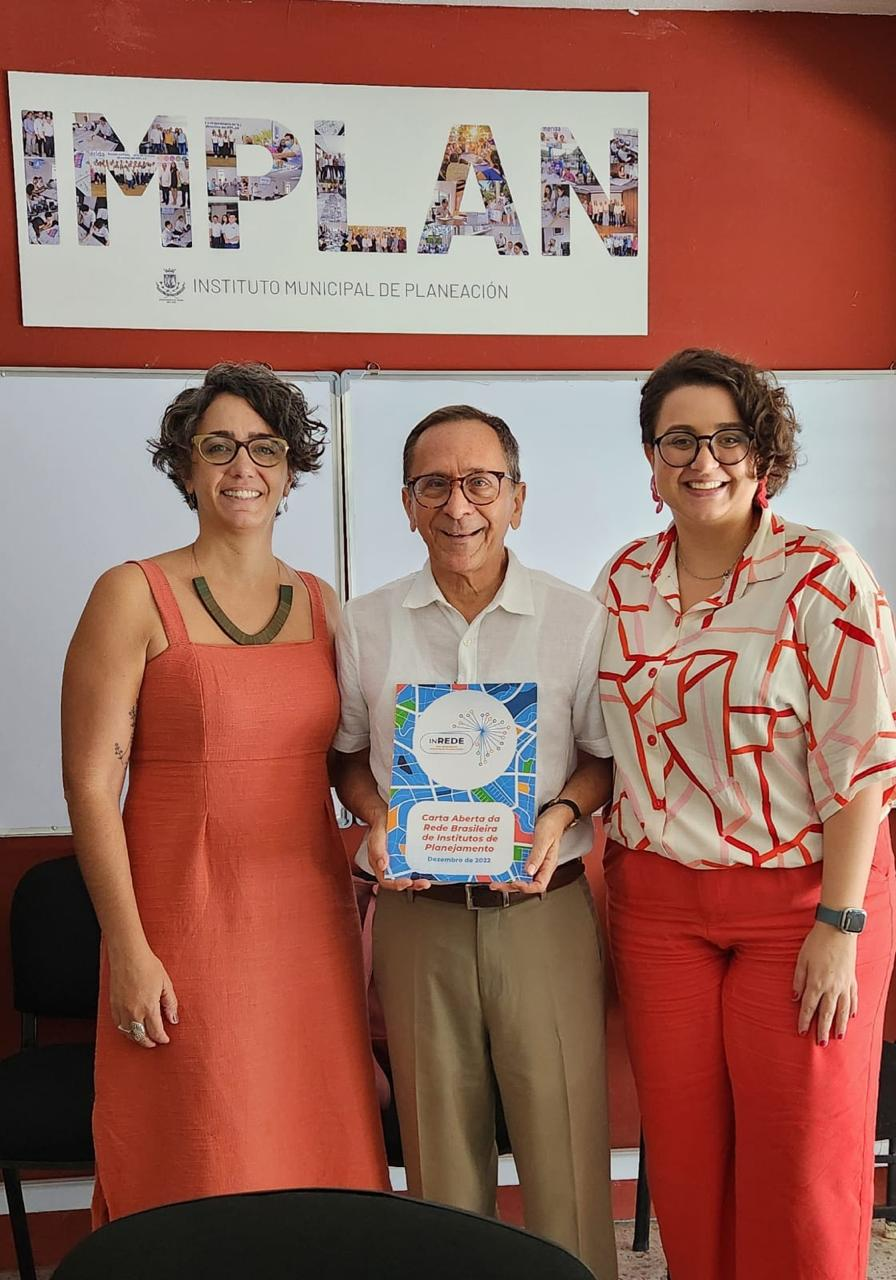 IMPLAN
INSTITUTO MUNICIPAL DE PLANEACIÓN
INREDE
Carta Aberta da
Rede Brasileira
de Institutos de
Planejamento
Dezembro de 2022